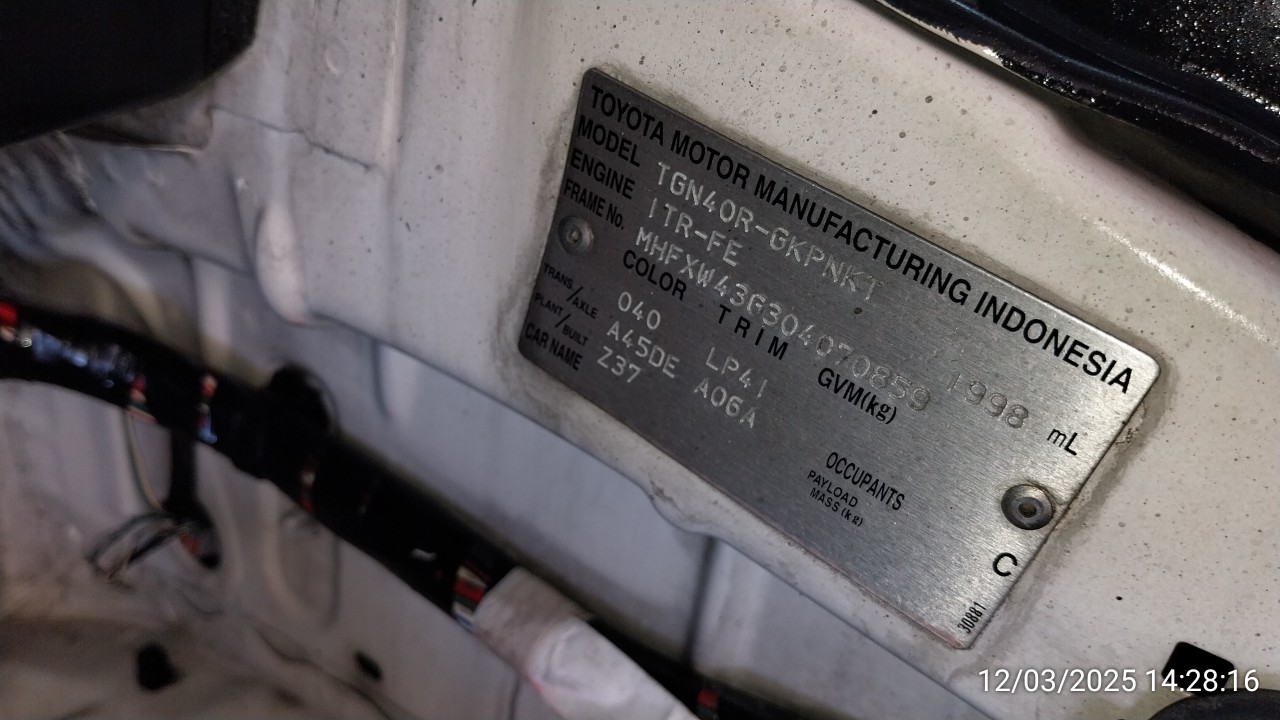 TOYOTA MOTOR MANUFACTURING INDONESIA
MODEL TGN40R-GKPNKT
ENGINE 1TR-FE 1998 mL
FRAME No. MHFXW43G304070859
COLOR TRIM GVM(kg)
040 LP41
TRANS/AXLE A45DE A06A
PLANT/BUILT Z37
CAR NAME
OCCUPANTS
PAYLOAD
MASS (kg)
C
30881
12/03/2025 14:28:16